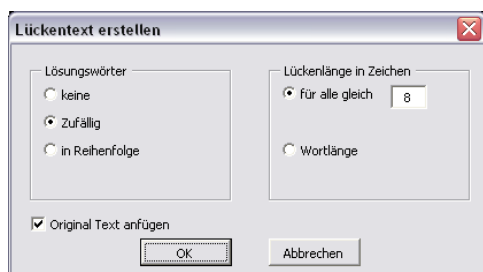 Lückentext erstellen
Lösungswörter
keine
Zufällig
in Reihenfolge
Lückenlänge in Zeichen
für alle gleich 8
Wortlänge
Original Text anfügen
OK Abbrechen